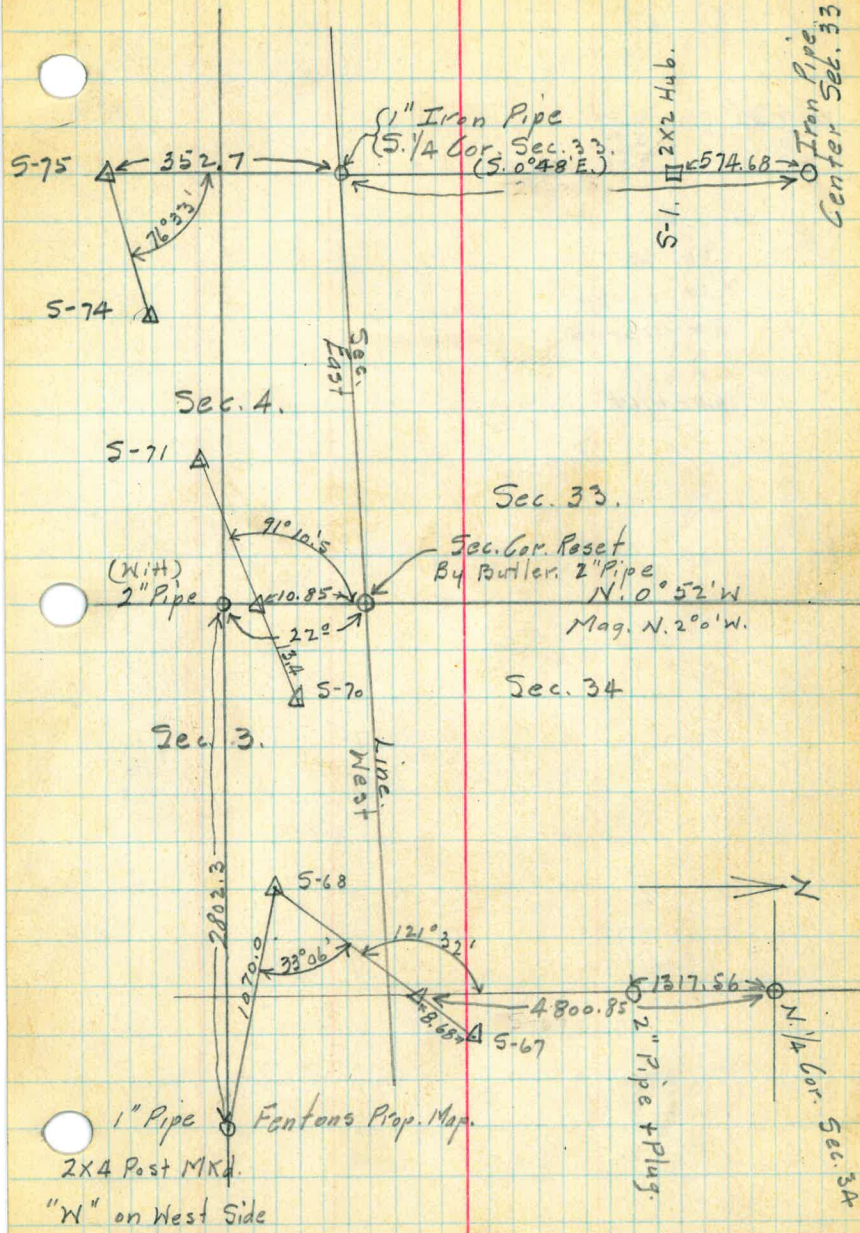 Iron Pipe
Center Sec. 33
1" Iron Pipe
S. 1/4 Cor. Sec. 33.
(S. 0°48' E.)
2x2 Hub.
S-1.
574.68
S-75
352.7
76°33'
S-74
Sec.
East
Sec. 4.
S-71
91°10.'5
Sec. 33.
Sec. Cor. Reset
By Butler. 2" Pipe
N. 0° 52' W
Mag. N. 2°0' W.
(Witt)
2" Pipe
10.85
22°
13.4
S-70
Sec. 34
Sec. 3.
Line.
West
2802.3
S-68
N
1070.0
33°06'
121°32'
1317.56
4800.85
8.68
S-67
2" Pipe + Plug.
N. 1/4 Cor. Sec. 34
1" Pipe
Fentons Prop. Map.
2x4 Post MKd.
"W" on West Side